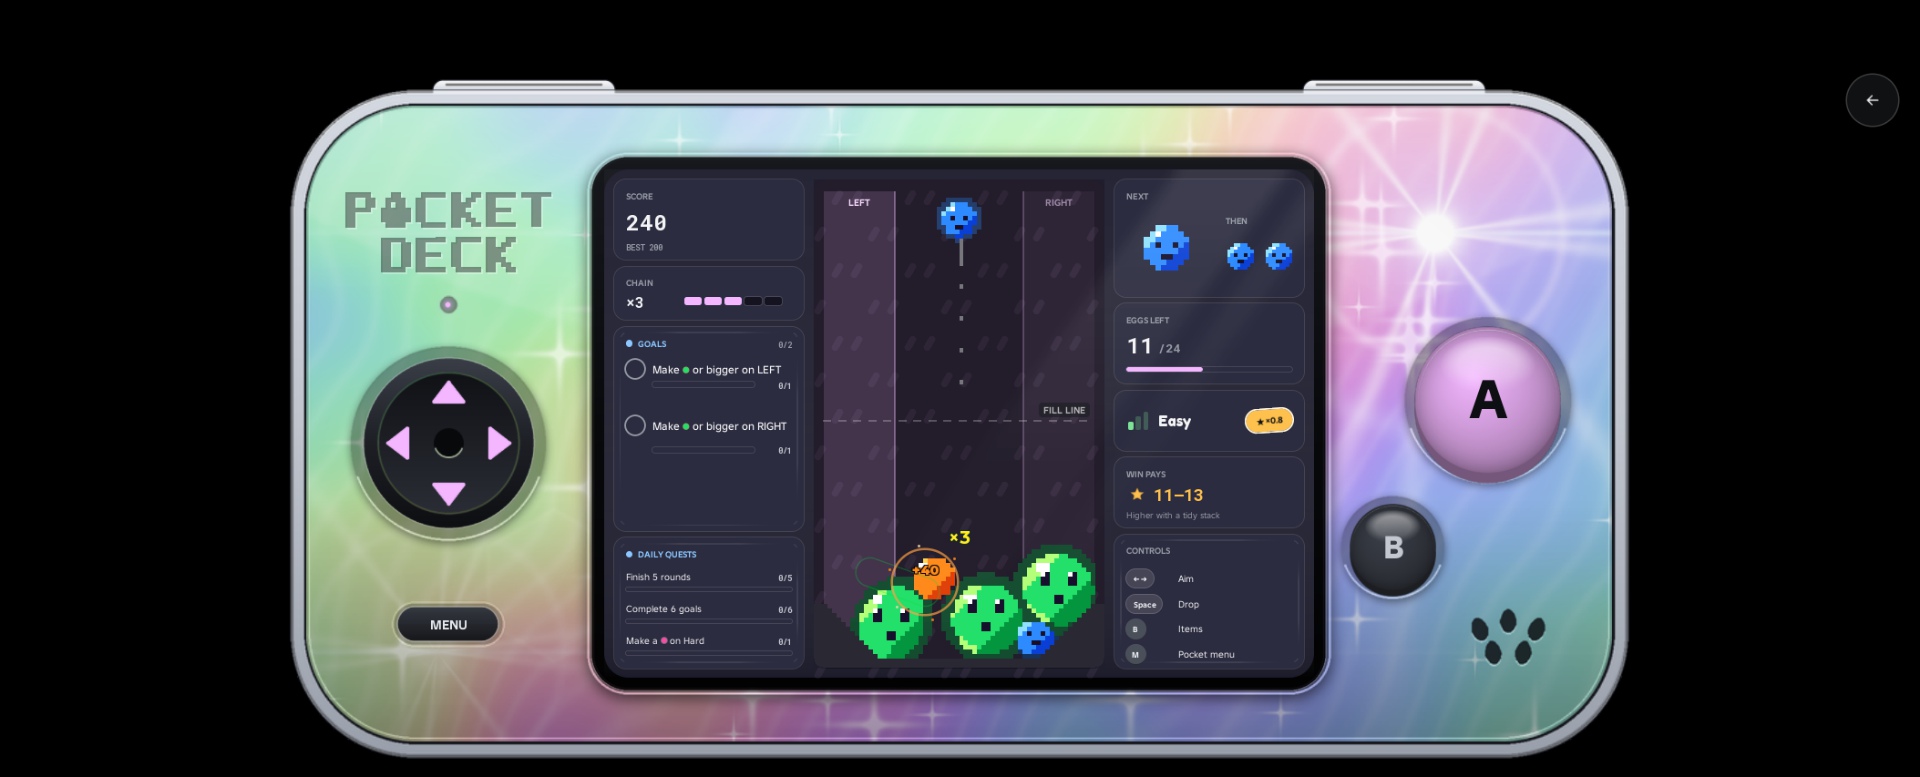 POCKET
DECK
MENU
SCORE
240
BEST 200
CHAIN
×3
GOALS 0/2
Make or bigger on LEFT
0/1
Make or bigger on RIGHT
0/1
DAILY QUESTS
Finish 5 rounds 0/5
Complete 6 goals 0/6
Make a on Hard 0/1
LEFT
RIGHT
FILL LINE
×3
+40
NEXT
THEN
EGGS LEFT
11 /24
Easy ★×0.8
WIN PAYS
★ 11–13
Higher with a tidy stack
CONTROLS
←→ Aim
Space Drop
B Items
M Pocket menu
A
B
←